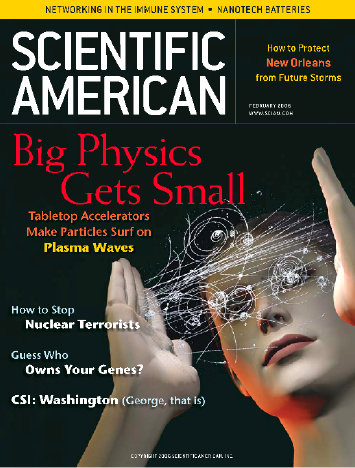 NETWORKING IN THE IMMUNE SYSTEM • NANOTECH BATTERIES
SCIENTIFIC
AMERICAN
How to Protect
New Orleans
from Future Storms
FEBRUARY 2006
WWW.SCIAM.COM
Big Physics
Gets Small
Tabletop Accelerators
Make Particles Surf on
Plasma Waves
How to Stop
Nuclear Terrorists
Guess Who
Owns Your Genes?
CSI: Washington (George, that is)
COPYRIGHT 2006 SCIENTIFIC AMERICAN, INC.